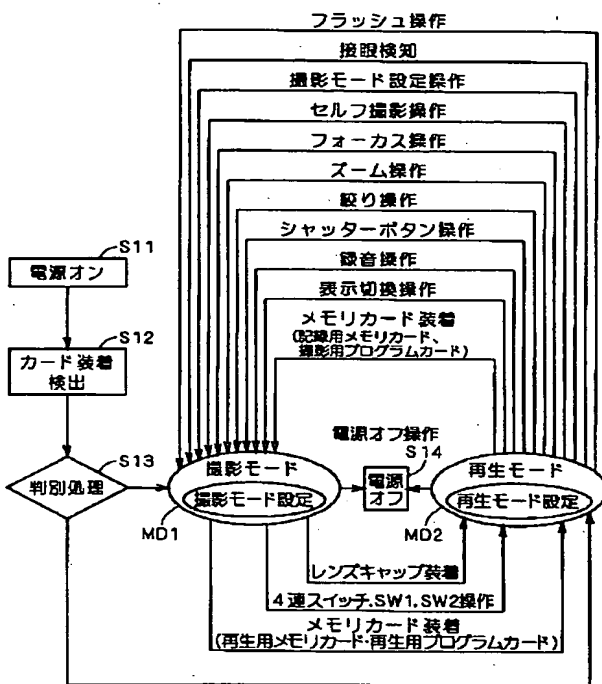 フラッシュ操作
接眼検知
撮影モード設定操作
セルフ撮影操作
フォーカス操作
ズーム操作
絞り操作
シャッターボタン操作
録音操作
表示切換操作
メモリカード装着
(記録用メモリカード、
撮影用プログラムカード)
S11
電源オン
S12
カード装着
検出
S13
判別処理
電源オフ操作
S14
電源
オフ
撮影モード
撮影モード設定
MD1
再生モード
再生モード設定
MD2
レンズキャップ装着
4連スイッチ.SW1.SW2操作
メモリカード装着
(再生用メモリカード・再生用プログラムカード)